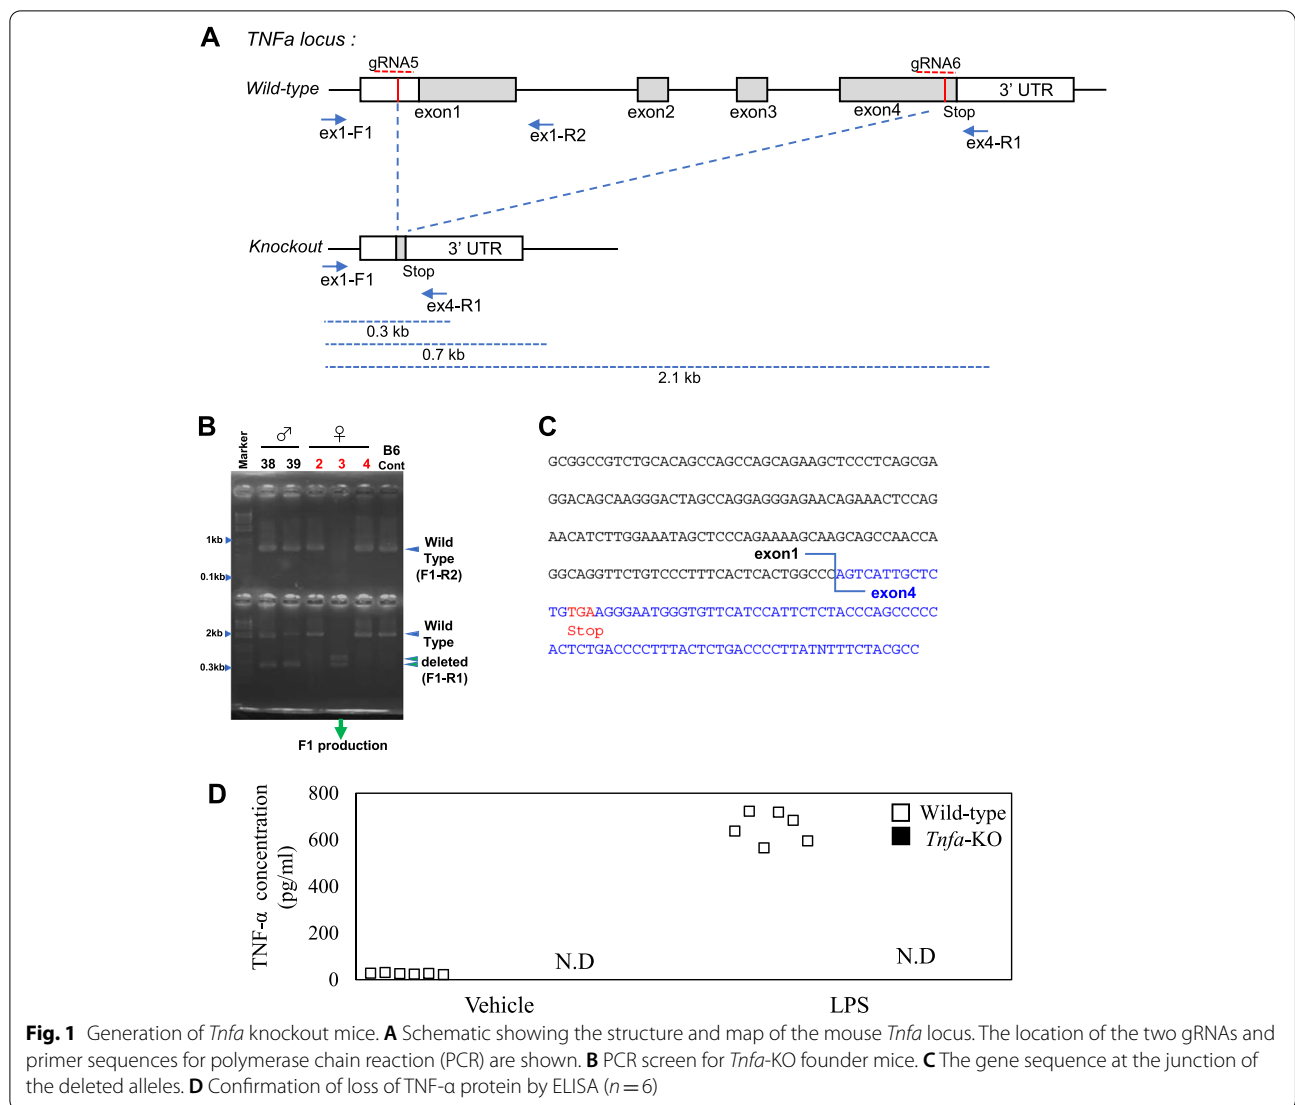 A TNFa locus :
gRNA5 gRNA6
Wild-type
exon1 exon2 exon3 exon4 Stop 3’ UTR
ex1-F1 ex1-R2 ex4-R1
Knockout 3’ UTR
Stop
ex1-F1
ex4-R1
0.3 kb
0.7 kb
2.1 kb
B
Marker ♂ ♀ B6
38 39 2 3 4 Cont
1kb
Wild
Type
(F1-R2)
0.1kb
2kb
Wild
Type
0.3kb
deleted
(F1-R1)
F1 production
C
GCGGCCGTCTGCACAGCCAGCCAGCAGAAGCTCCCTCAGCGA
GGACAGCAAGGGACTAGCCAGGAGGGAGAACAGAAACTCCAG
AACATCTTGGAAATAGCTCCCAGAAAAGCAAGCAGCCAACCA
exon1
GGCAGGTTCTGTCCCTTTCACTCACTGGCCCAGTCATTGCTC
exon4
TGTGAAGGGAATGGGTGTTCATCCATTCTCTACCCAGCCCCC
Stop
ACTCTGACCCCTTTACTCTGACCCCTTATNTTTCTACGCC
D
TNF-α concentration
(pg/ml)
800
600
400
200
0
Wild-type
Tnfa-KO
N.D
N.D
Vehicle LPS
Fig. 1 Generation of Tnfa knockout mice. A Schematic showing the structure and map of the mouse Tnfa locus. The location of the two gRNAs and
primer sequences for polymerase chain reaction (PCR) are shown. B PCR screen for Tnfa-KO founder mice. C The gene sequence at the junction of
the deleted alleles. D Confirmation of loss of TNF-α protein by ELISA (n = 6)